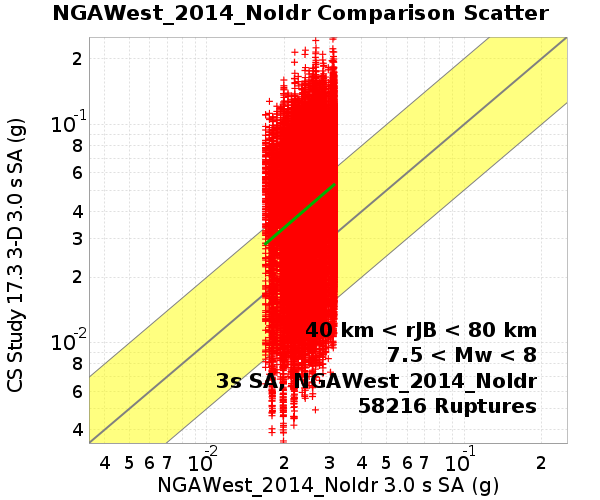 NGAWest_2014_NoIdr Comparison Scatter
CS Study 17.3 3-D 3.0 s SA (g)
2
10-1
8
6
4
3
2
10-2
8
6
4
40 km < rJB < 80 km
7.5 < Mw < 8
3s SA, NGAWest_2014_NoIdr
58216 Ruptures
4 5 6 7 10-2 2 3 4 5 6 7 10-1 2
NGAWest_2014_NoIdr 3.0 s SA (g)